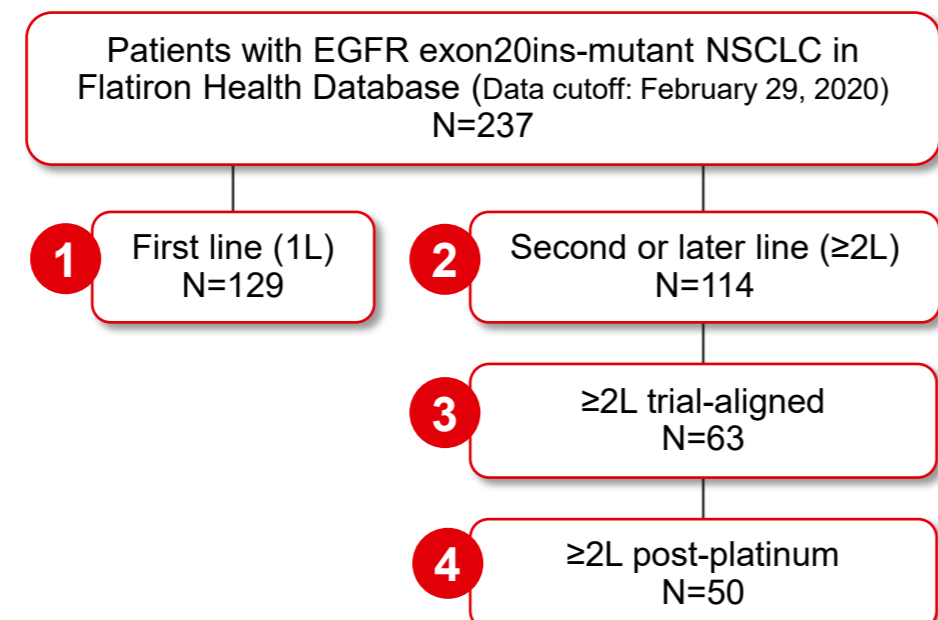 Patients with EGFR exon20ins-mutant NSCLC in
Flatiron Health Database (Data cutoff: February 29, 2020)
N=237
1
First line (1L)
N=129
2
Second or later line (≥2L)
N=114
3
≥2L trial-aligned
N=63
4
≥2L post-platinum
N=50